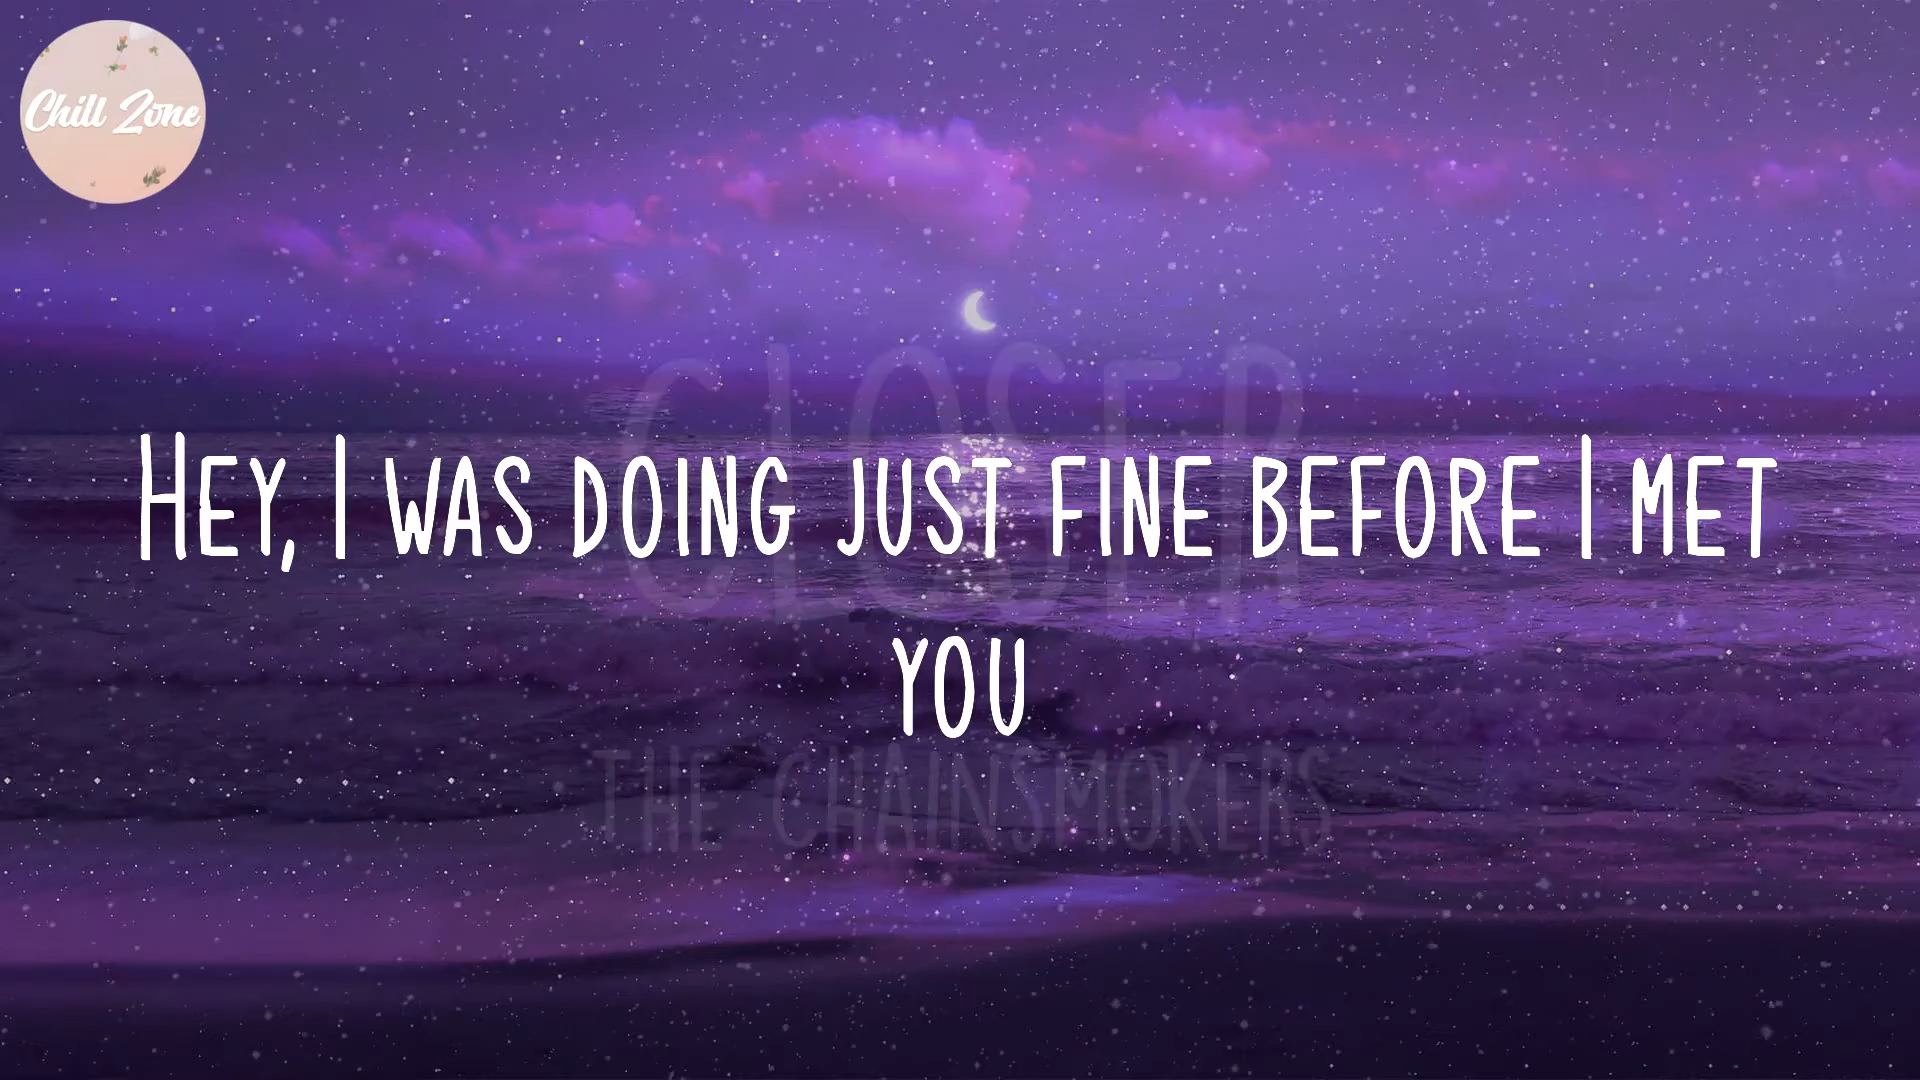 Chill Zone
CLOSER
HEY, I WAS DOING JUST FINE BEFORE I MET
YOU
THE CHAINSMOKERS